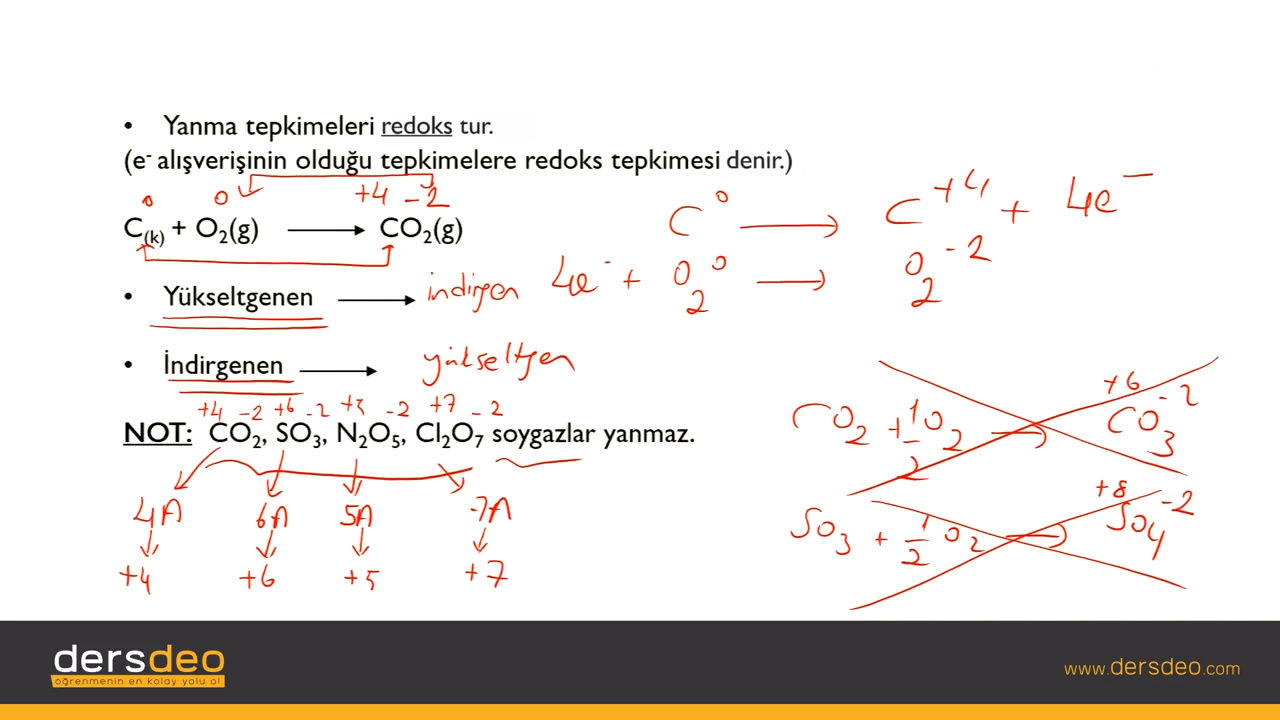 • Yanma tepkimeleri redoks tur.
(e⁻ alışverişinin olduğu tepkimelere redoks tepkimesi denir.)
0 0 +4 -2
C(k) + O₂(g) → CO₂(g)
C⁰ → C⁺⁴ + 4e⁻
4e⁻ + O₂⁰ → O₂⁻²
• Yükseltgenen → indirgen
• İndirgenen → yükseltgen
+4 -2 +6 -2 +5 -2 +7 -2
NOT: CO₂, SO₃, N₂O₅, Cl₂O₇ soygazlar yanmaz.
4A 6A 5A 7A
+4 +6 +5 +7
+6 -2
CO₂ + 1/2 O₂ → CO₃
+8 -2
SO₃ + 1/2 O₂ → SO₄
dersdeo
öğrenmenin en kolay yolu o!
www.dersdeo.com